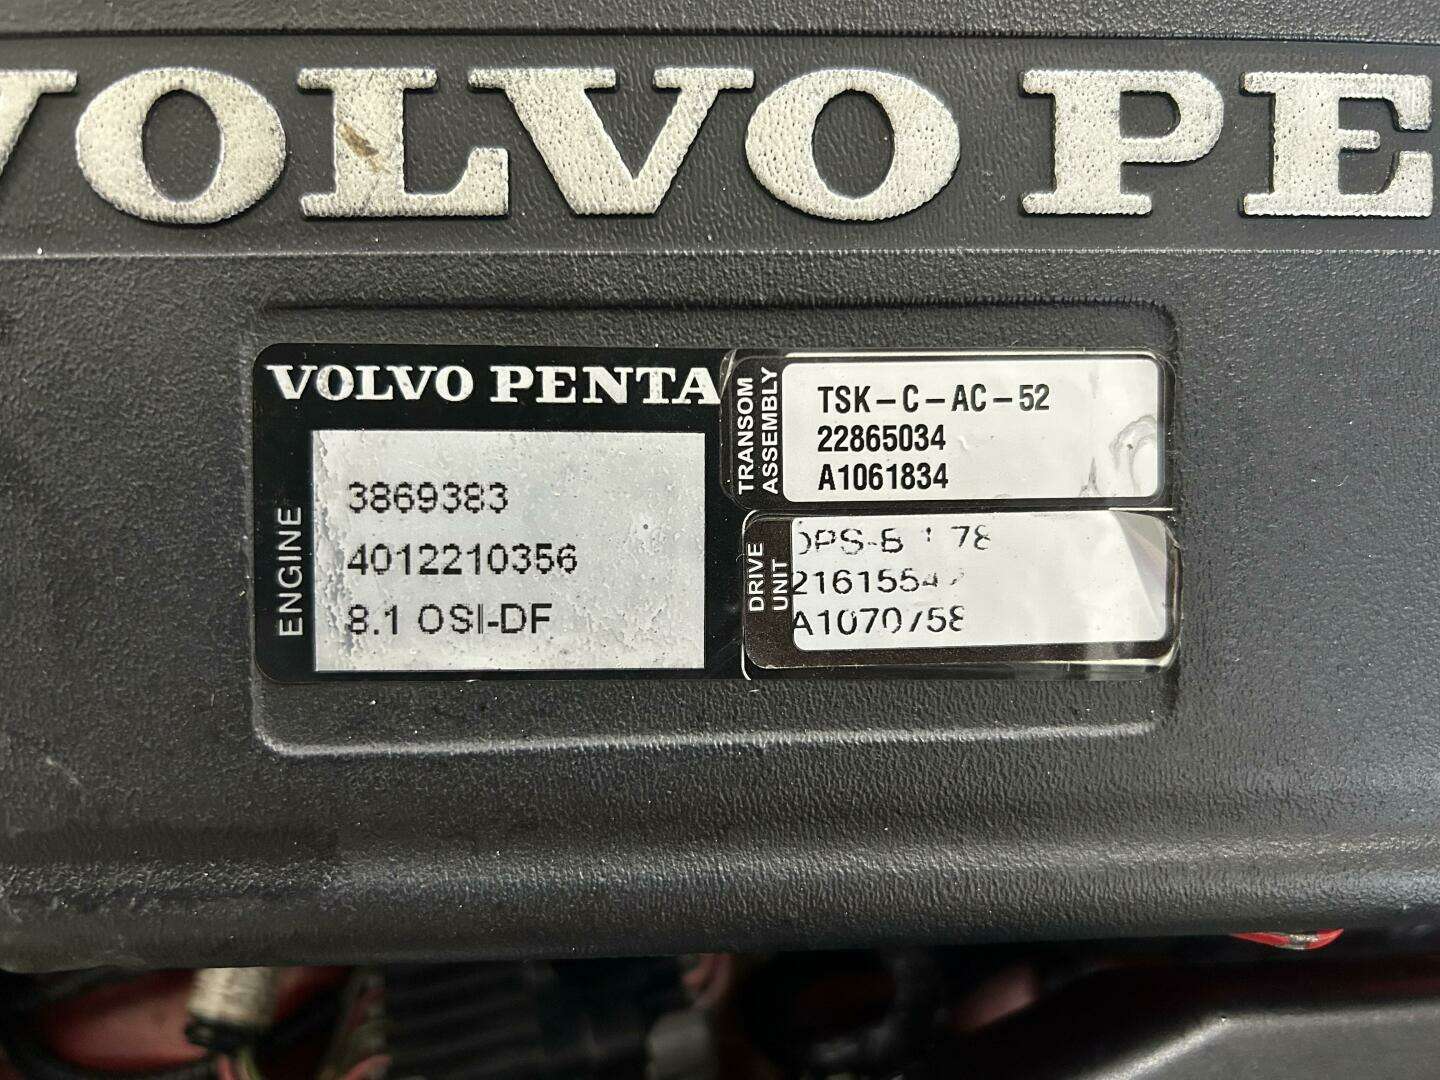 VOLVO PE
VOLVO PENTA
ENGINE
3869383
4012210356
8.1 OSI-DF
TRANSOM
ASSEMBLY
TSK-C-AC-52
22865034
A1061834
DRIVE
UNIT